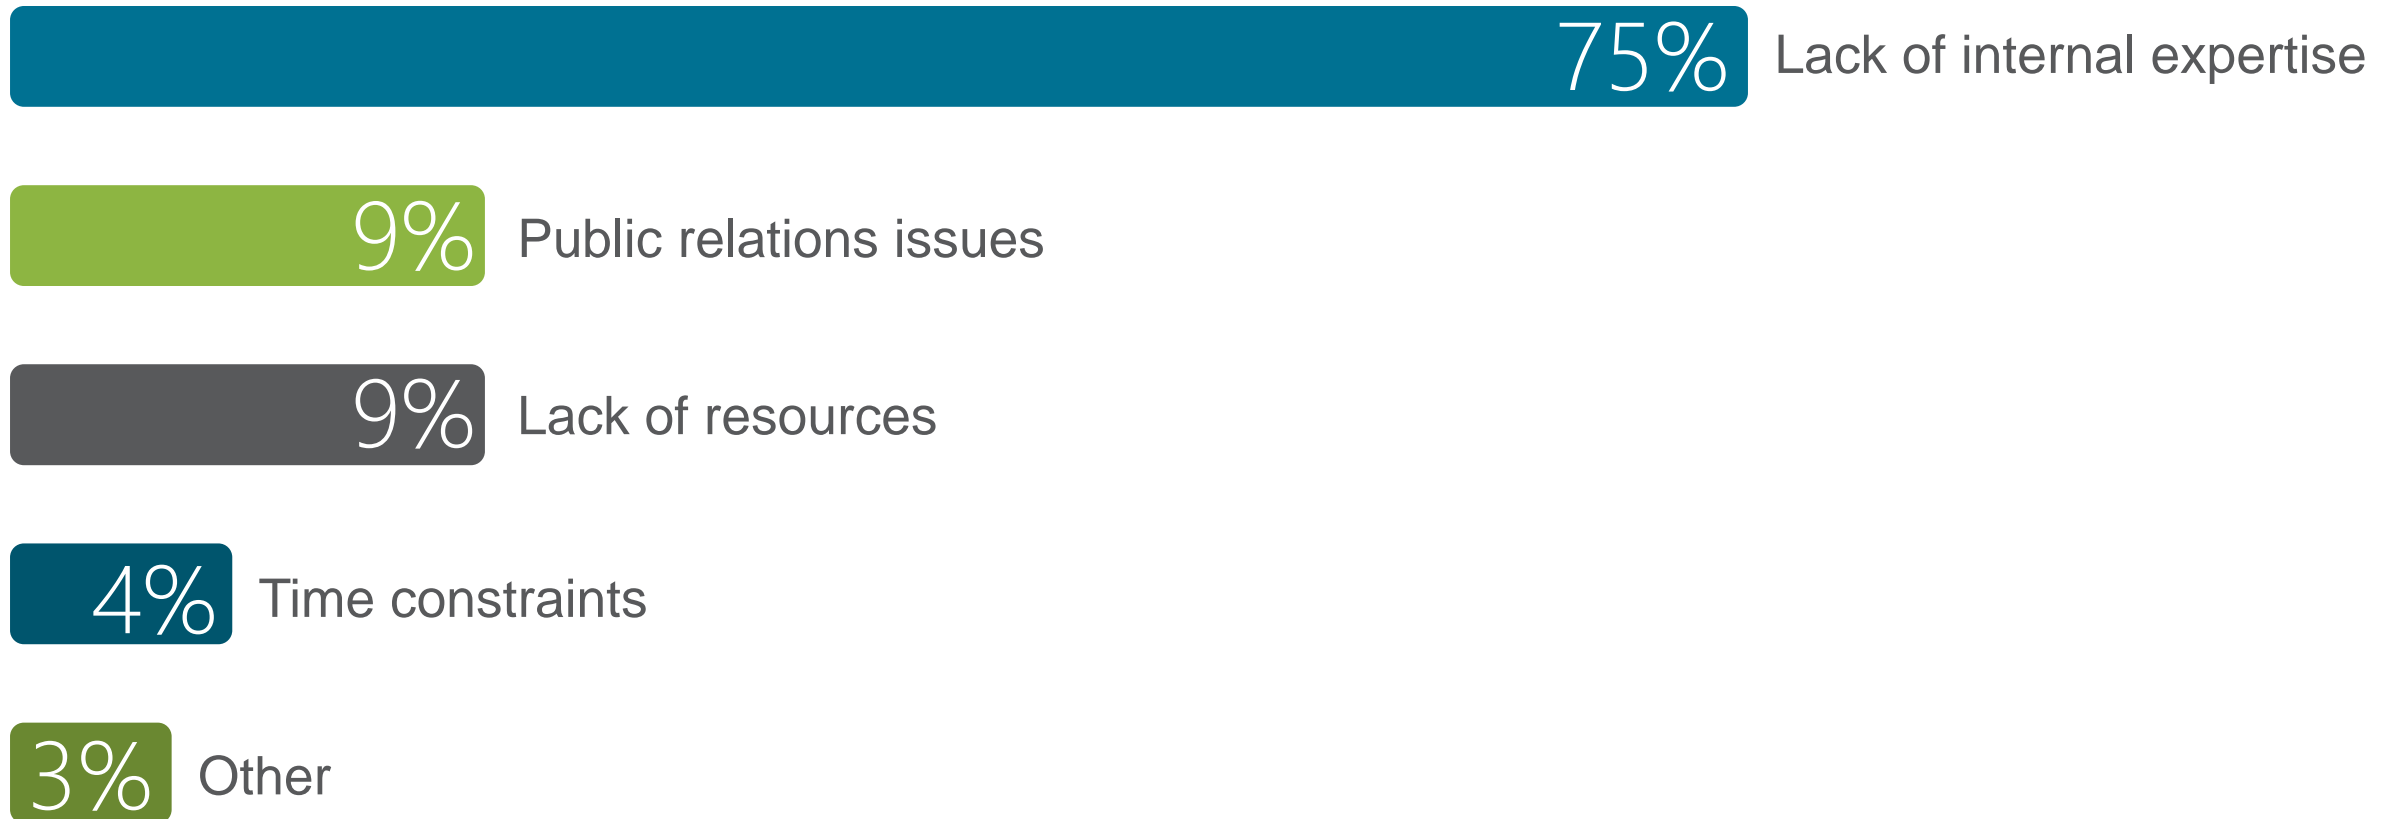 75% Lack of internal expertise
9% Public relations issues
9% Lack of resources
4% Time constraints
3% Other